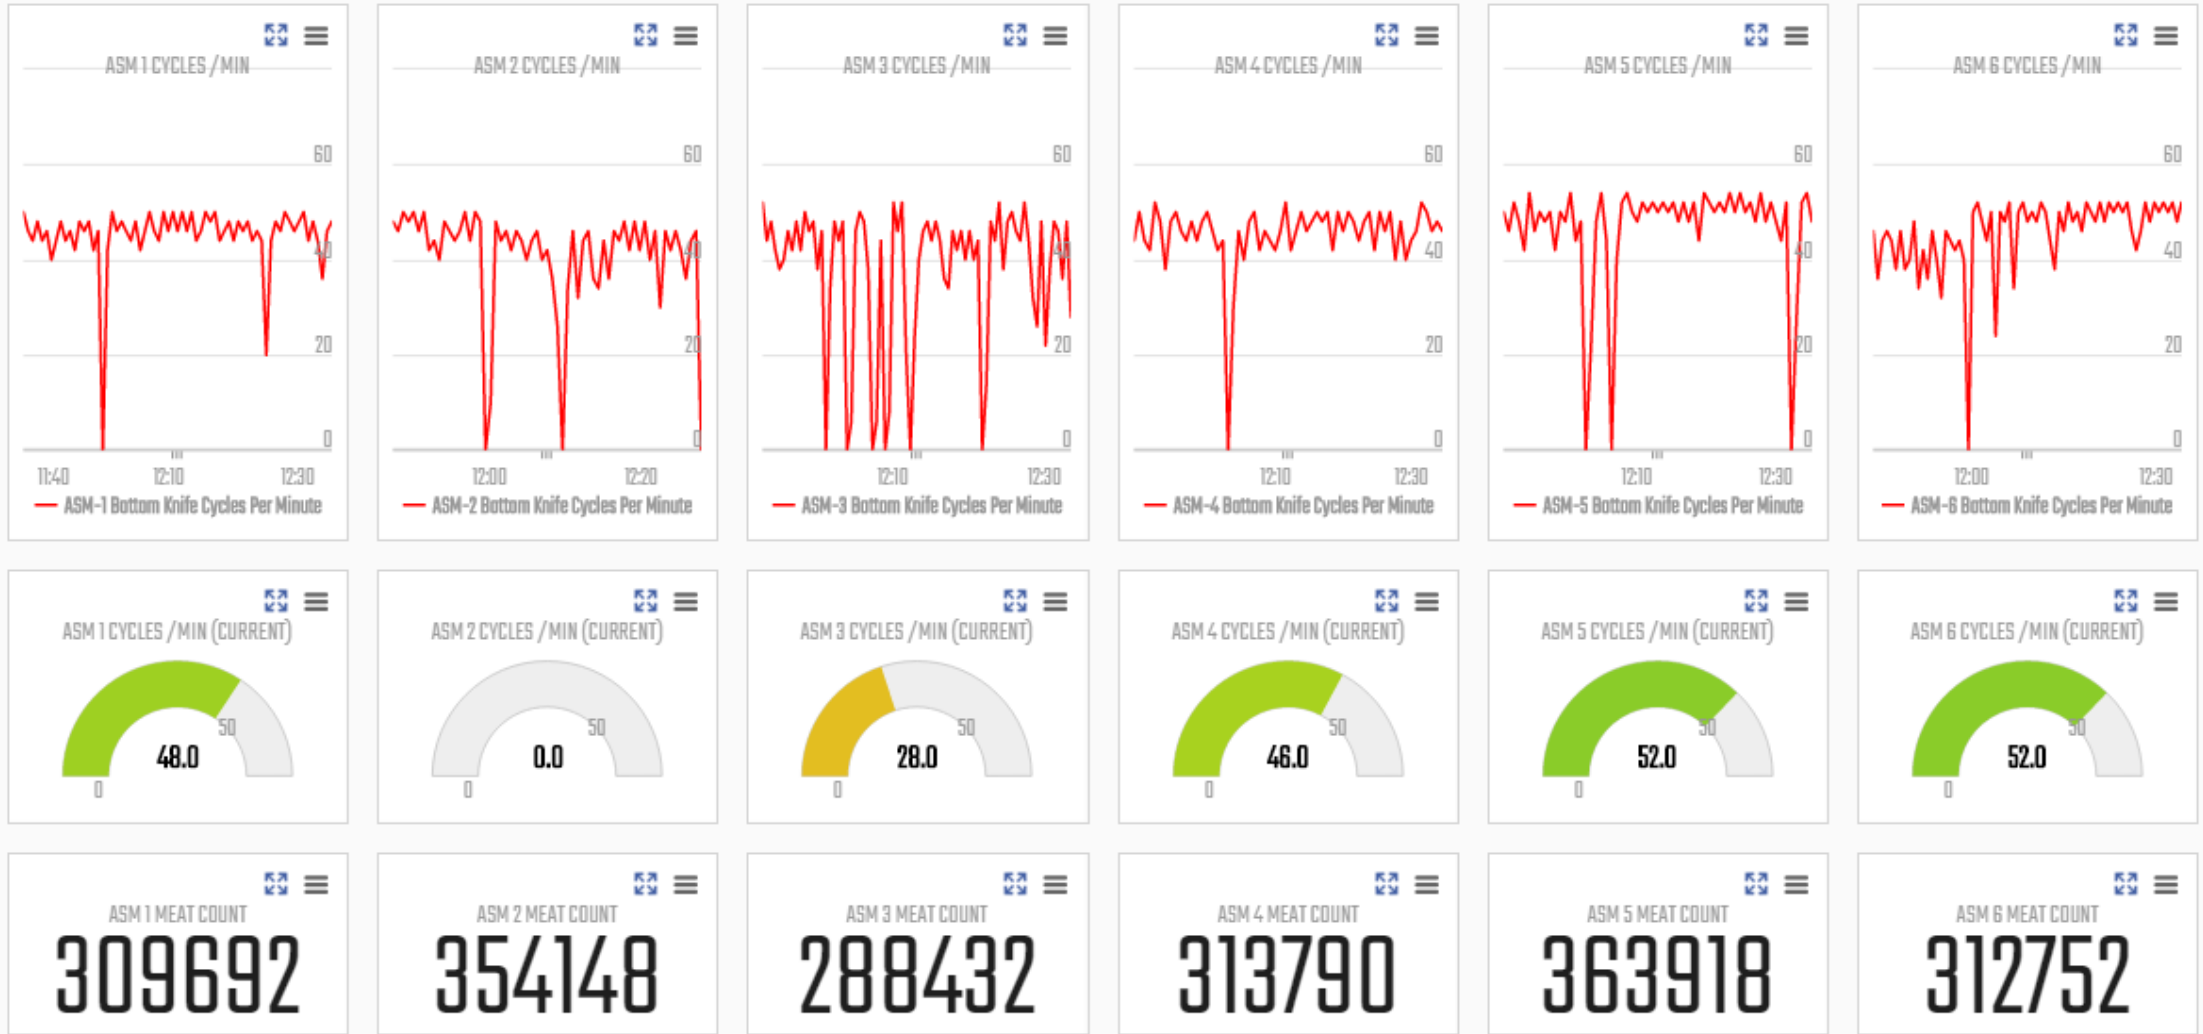 ASM 1 CYCLES /MIN
60
40
20
0
11:40 12:10 12:30
ASM-1 Bottom Knife Cycles Per Minute
ASM 2 CYCLES /MIN
60
40
20
0
12:00 12:20
ASM-2 Bottom Knife Cycles Per Minute
ASM 3 CYCLES /MIN
60
40
20
0
12:10 12:30
ASM-3 Bottom Knife Cycles Per Minute
ASM 4 CYCLES /MIN
60
40
20
0
12:10 12:30
ASM-4 Bottom Knife Cycles Per Minute
ASM 5 CYCLES /MIN
60
40
20
0
12:10 12:30
ASM-5 Bottom Knife Cycles Per Minute
ASM 6 CYCLES /MIN
60
40
20
0
12:00 12:30
ASM-6 Bottom Knife Cycles Per Minute
ASM 1 CYCLES /MIN (CURRENT)
50
48.0
0
ASM 2 CYCLES /MIN (CURRENT)
50
0.0
0
ASM 3 CYCLES /MIN (CURRENT)
50
28.0
0
ASM 4 CYCLES /MIN (CURRENT)
50
46.0
0
ASM 5 CYCLES /MIN (CURRENT)
50
52.0
0
ASM 6 CYCLES /MIN (CURRENT)
50
52.0
0
ASM 1 MEAT COUNT
309692
ASM 2 MEAT COUNT
354148
ASM 3 MEAT COUNT
288432
ASM 4 MEAT COUNT
313790
ASM 5 MEAT COUNT
363918
ASM 6 MEAT COUNT
312752